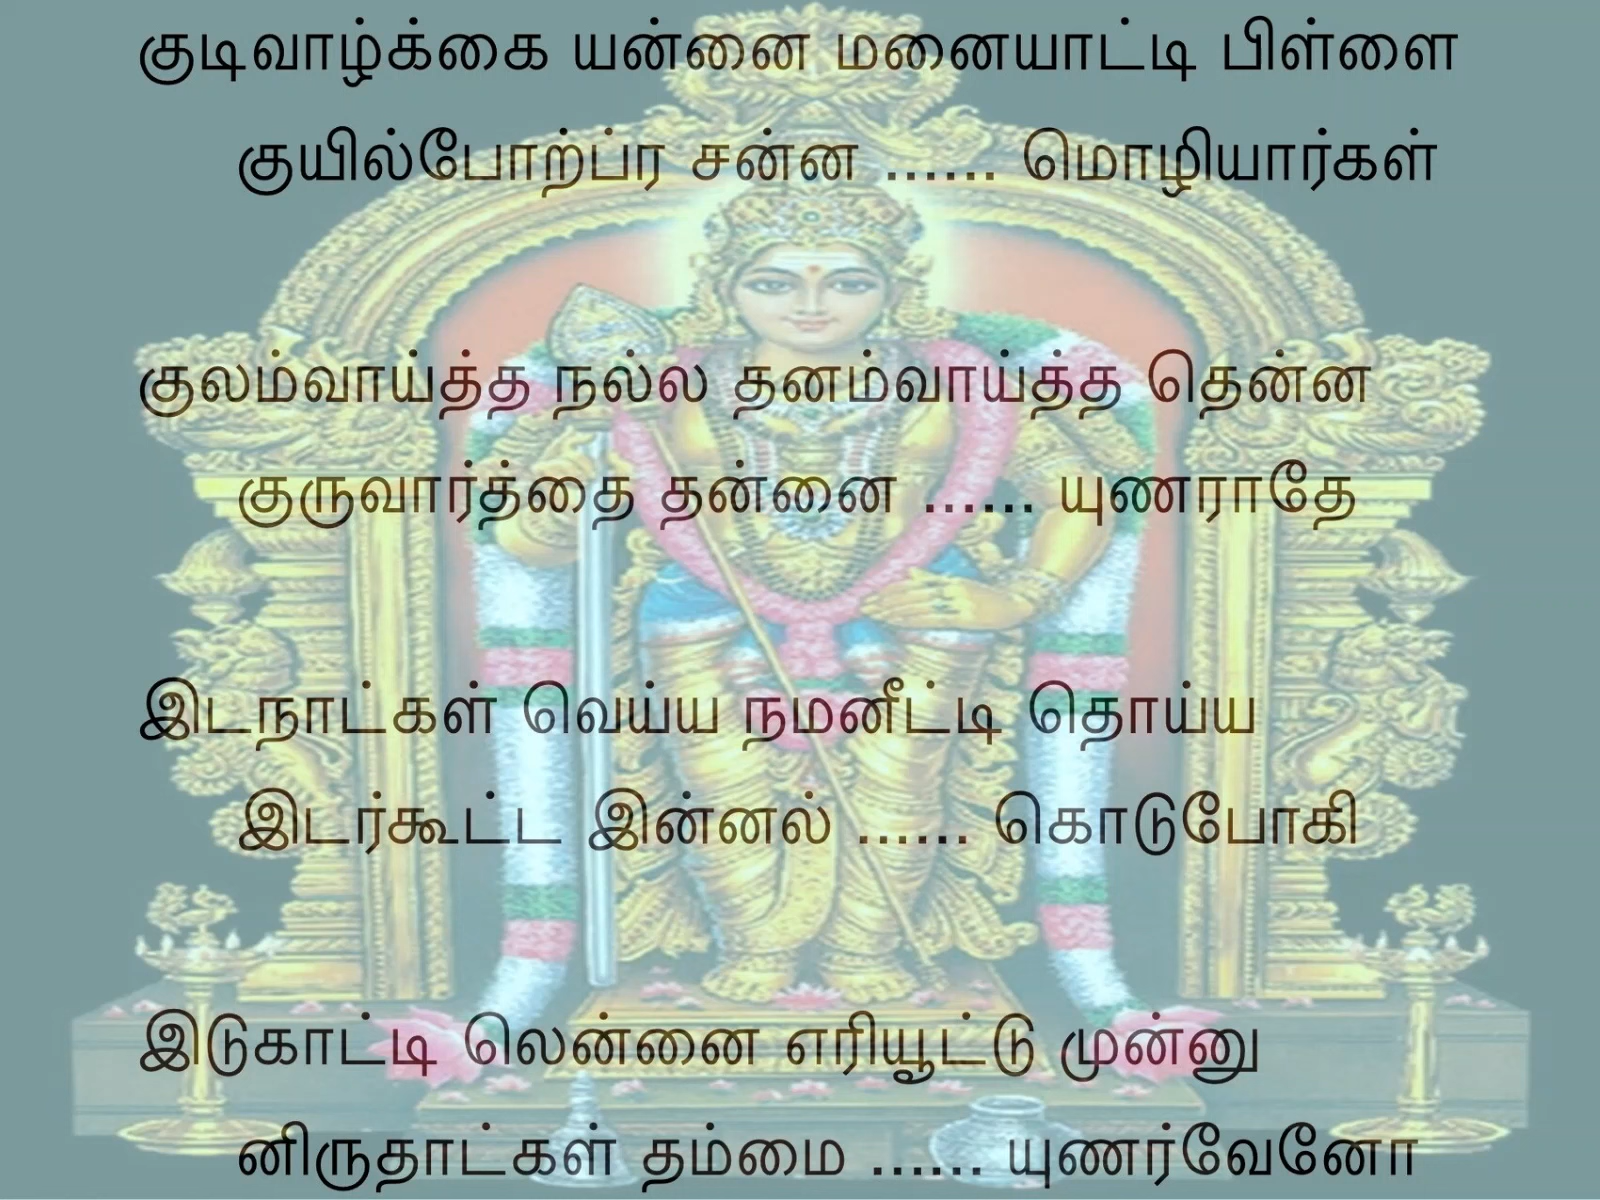 குடிவாழ்க்கை யன்னை மனையாட்டி பிள்ளை
குயில்போற்ப்ர சன்ன ...... மொழியார்கள்
குலம்வாய்த்த நல்ல தனம்வாய்த்த தென்ன
குருவார்த்தை தன்னை ...... யுணராதே
இடநாட்கள் வெய்ய நமனீட்டி தொய்ய
இடர்கூட்ட இன்னல் ...... கொடுபோகி
இடுகாட்டி லென்னை எரியூட்டு முன்னு
னிருதாட்கள் தம்மை ...... யுணர்வேனோ